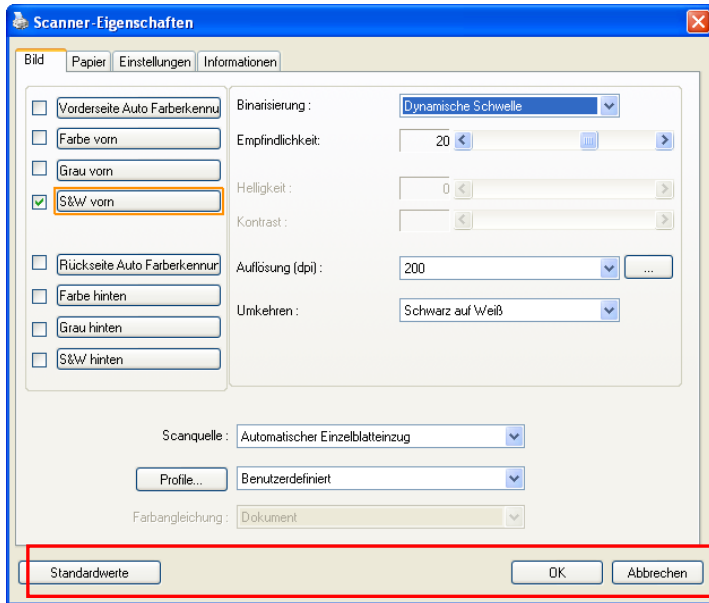 Scanner-Eigenschaften
Bild Papier Einstellungen Informationen
Vorderseite Auto Farberkennu
Farbe vorn
Grau vorn
S&W vorn
Rückseite Auto Farberkennur
Farbe hinten
Grau hinten
S&W hinten
Binarisierung : Dynamische Schwelle
Empfindlichkeit: 20
Helligkeit : 0
Kontrast :
Auflösung (dpi) : 200 ...
Umkehren : Schwarz auf Weiß
Scanquelle : Automatischer Einzelblatteinzug
Profile... Benutzerdefiniert
Farbangleichung : Dokument
Standardwerte OK Abbrechen